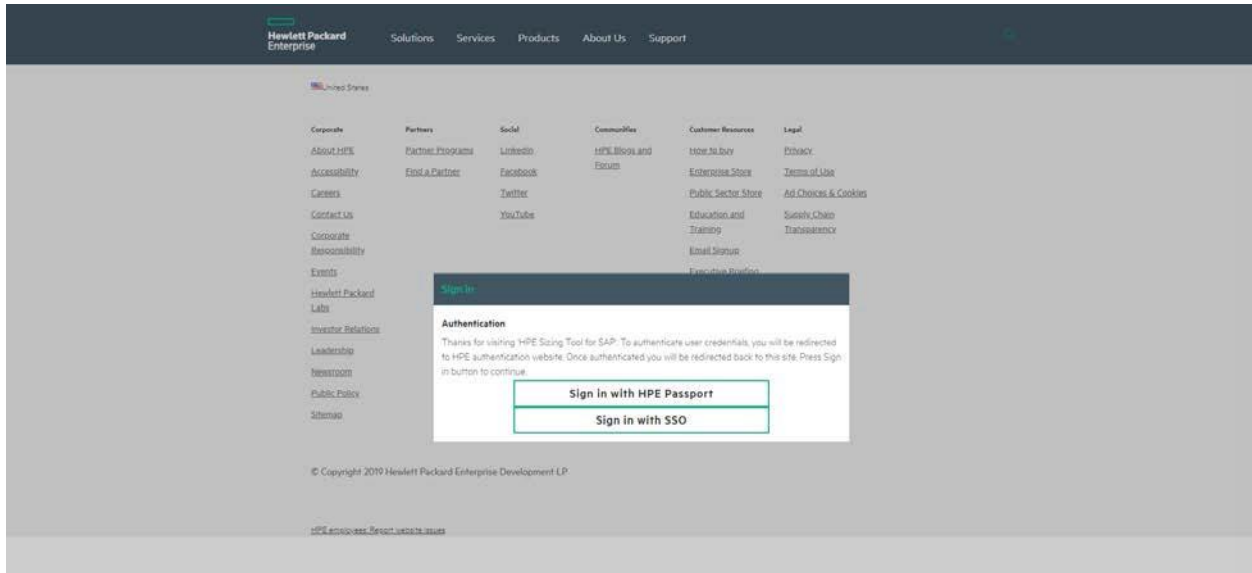 Hewlett Packard
Enterprise
Solutions Services Products About Us Support
United States
Corporate
About HPE
Accessibility
Careers
Contact Us
Corporate
Responsibility
Events
Hewlett Packard
Labs
Investor Relations
Leadership
Newsroom
Public Policy
Sitemap
Partners
Partner Programs
Find a Partner
Social
LinkedIn
Facebook
Twitter
YouTube
Communities
HPE Blogs and
Forum
Customer Resources
How to buy
Enterprise Store
Public Sector Store
Education and
Training
Email Signup
Executive Briefing
Legal
Privacy
Terms of Use
Ad Choices & Cookies
Supply Chain
Transparency
Sign In
Authentication
Thanks for visiting 'HPE Sizing Tool for SAP'. To authenticate user credentials, you will be redirected
to HPE authentication website. Once authenticated you will be redirected back to this site. Press Sign
in button to continue.
Sign in with HPE Passport
Sign in with SSO
© Copyright 2019 Hewlett Packard Enterprise Development LP
HPE employees: Report website issues